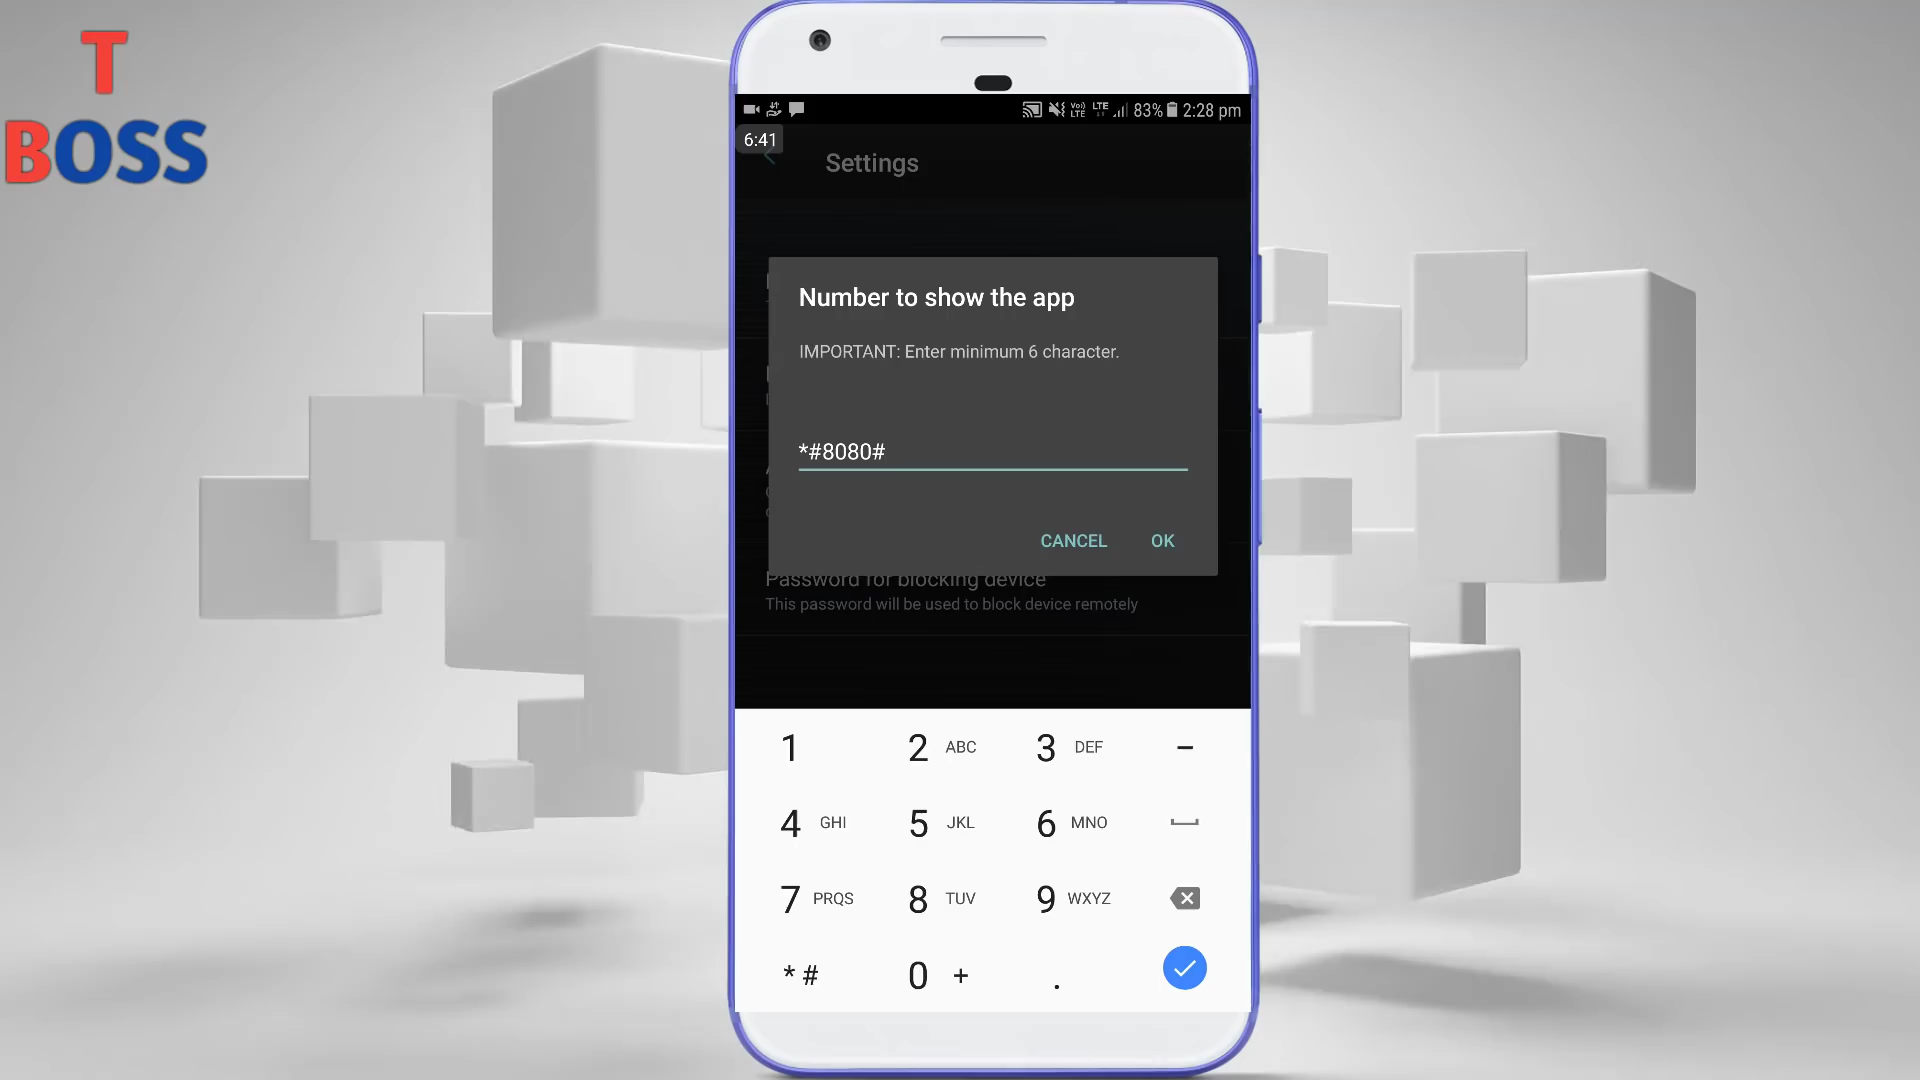 T
BOSS
83% 2:28 pm
6:41
Settings
Number to show the app
IMPORTANT: Enter minimum 6 character.
*#8080#
CANCEL OK
Password for blocking device
This password will be used to block device remotely
1 2 ABC 3 DEF -
4 GHI 5 JKL 6 MNO
7 PRQS 8 TUV 9 WXYZ
* # 0 + .